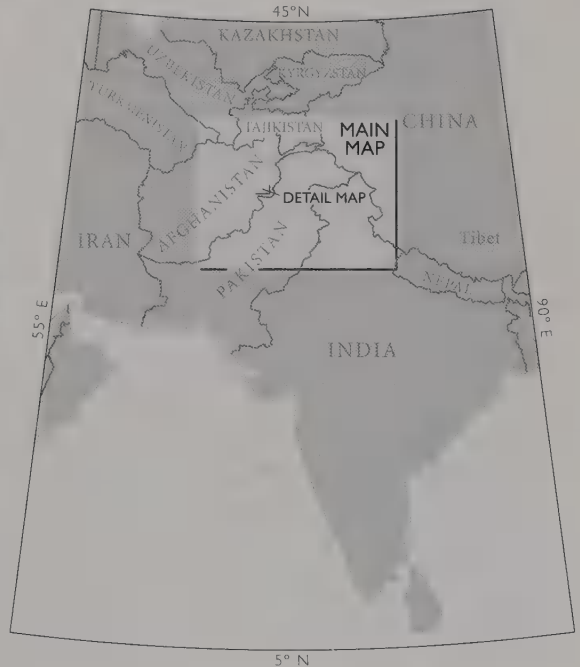 45°N
KAZAKHSTAN
UZBEKISTAN
KYRGYZSTAN
TURKMENISTAN
TAJIKISTAN
MAIN
MAP
CHINA
AFGHANISTAN
DETAIL MAP
IRAN
PAKISTAN
Tibet
NEPAL
55° E
90° E
INDIA
5° N